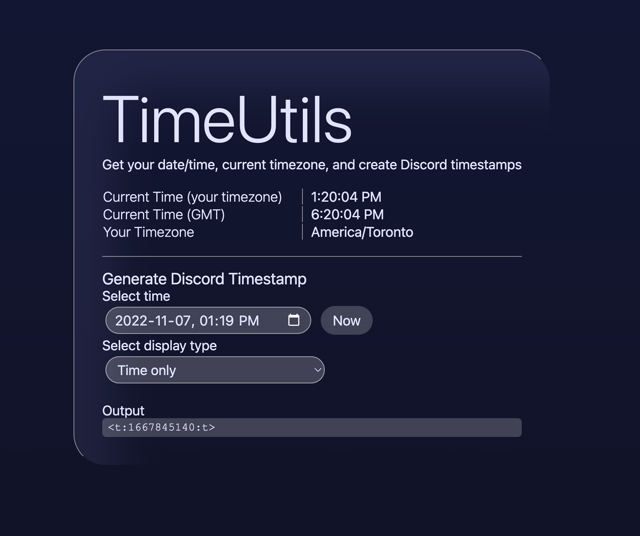 TimeUtils
Get your date/time, current timezone, and create Discord timestamps
Current Time (your timezone) 1:20:04 PM
Current Time (GMT) 6:20:04 PM
Your Timezone America/Toronto
Generate Discord Timestamp
Select time
2022-11-07, 01:19 PM Now
Select display type
Time only
Output
<t:1667845140:t>